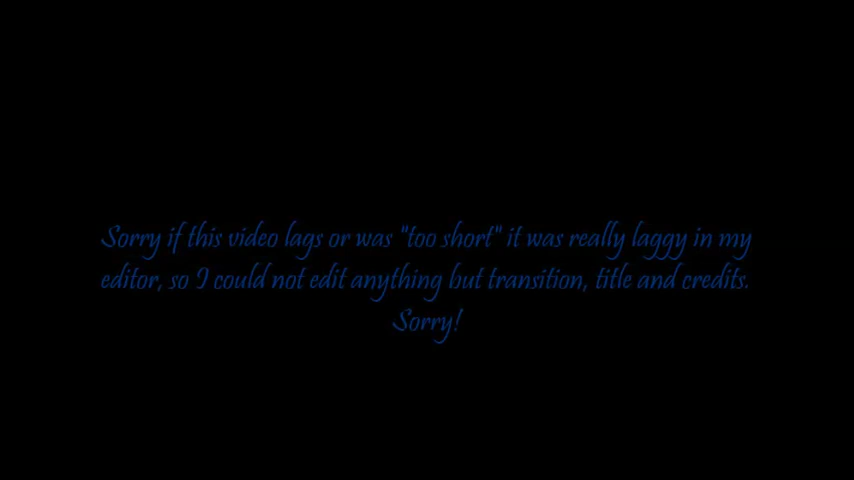 Sorry if this video lags or was "too short" it was really laggy in my
editor, so I could not edit anything but transition, title and credits.
Sorry!